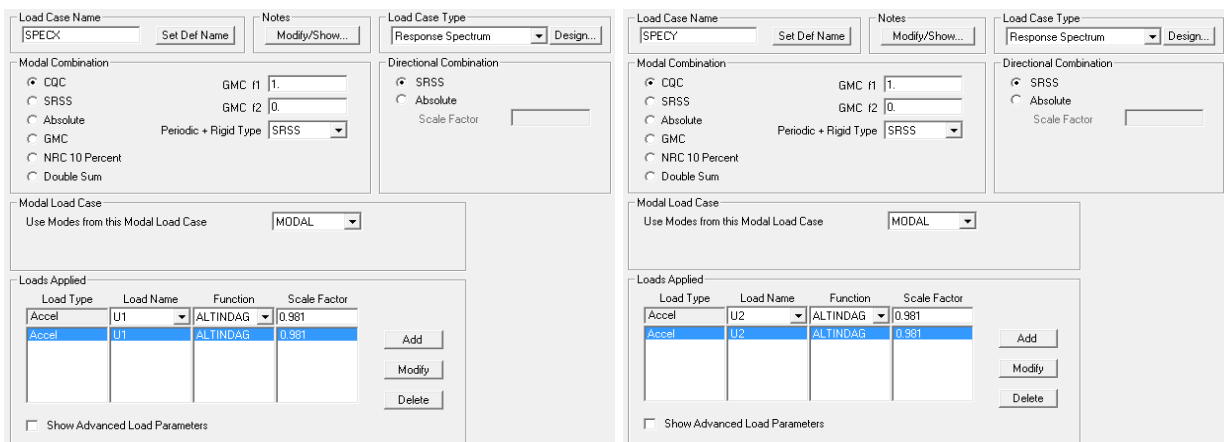 Load Case Name
SPECX
Set Def Name
Notes
Modify/Show...
Load Case Type
Response Spectrum
Design...
Modal Combination
CQC
SRSS
Absolute
GMC
NRC 10 Percent
Double Sum
GMC f1 1.
GMC f2 0.
Periodic + Rigid Type SRSS
Directional Combination
SRSS
Absolute
Scale Factor
Modal Load Case
Use Modes from this Modal Load Case MODAL
Loads Applied
Load Type Load Name Function Scale Factor
Accel U1 ALTINDAG 0.981
Accel U1 ALTINDAG 0.981
Add
Modify
Delete
Show Advanced Load Parameters
Load Case Name
SPECY
Set Def Name
Notes
Modify/Show...
Load Case Type
Response Spectrum
Design...
Modal Combination
CQC
SRSS
Absolute
GMC
NRC 10 Percent
Double Sum
GMC f1 1.
GMC f2 0.
Periodic + Rigid Type SRSS
Directional Combination
SRSS
Absolute
Scale Factor
Modal Load Case
Use Modes from this Modal Load Case MODAL
Loads Applied
Load Type Load Name Function Scale Factor
Accel U2 ALTINDAG 0.981
Accel U2 ALTINDAG 0.981
Add
Modify
Delete
Show Advanced Load Parameters